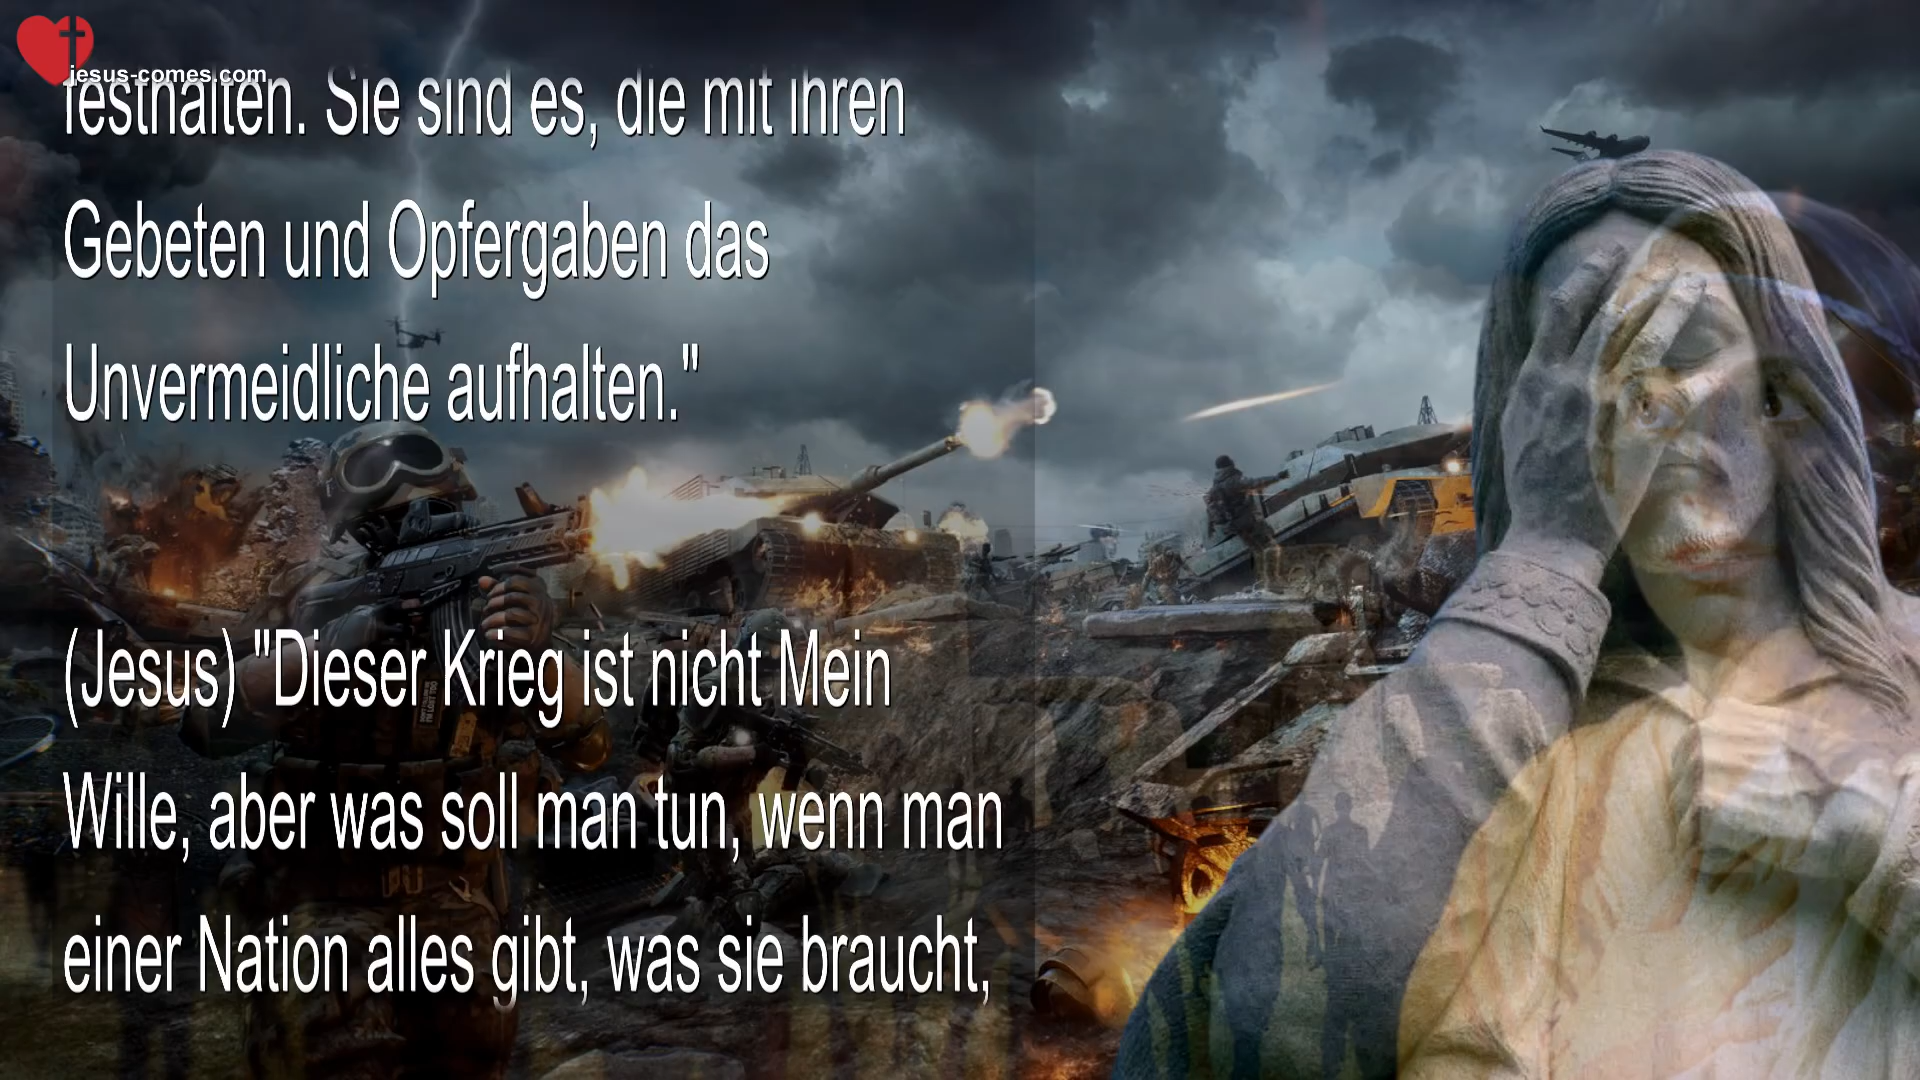 jesus-comes.com
festhalten. Sie sind es, die mit ihren
Gebeten und Opfergaben das
Unvermeidliche aufhalten."
(Jesus) "Dieser Krieg ist nicht Mein
Wille, aber was soll man tun, wenn man
einer Nation alles gibt, was sie braucht,